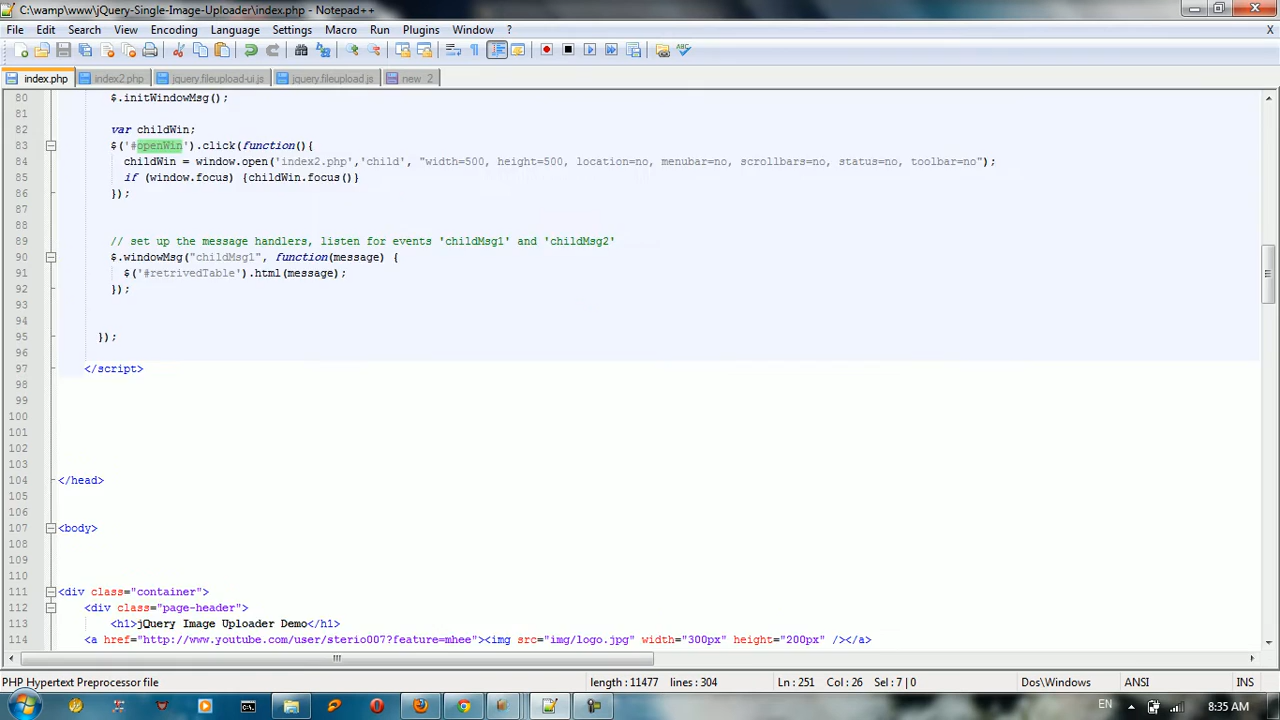 C:\wamp\www\jQuery-Single-Image-Uploader\index.php - Notepad++
File Edit Search View Encoding Language Settings Macro Run Plugins Window ? X
index.php index2.php jquery.fileupload-ui.js jquery.fileupload.js new 2
80 $.initWindowMsg();
81
82 var childWin;
83 $('#openWin').click(function(){
84 childWin = window.open('index2.php','child', "width=500, height=500, location=no, menubar=no, scrollbars=no, status=no, toolbar=no");
85 if (window.focus) {childWin.focus()}
86 });
87
88
89 // set up the message handlers, listen for events 'childMsg1' and 'childMsg2'
90 $.windowMsg("childMsg1", function(message) {
91 $('#retrivedTable').html(message);
92 });
93
94
95 });
96
97 </script>
98
99
100
101
102
103
104 </head>
105
106
107 <body>
108
109
110
111 <div class="container">
112 <div class="page-header">
113 <h1>jQuery Image Uploader Demo</h1>
114 <a href="http://www.youtube.com/user/sterio007?feature=mhee"><img src="img/logo.jpg" width="300px" height="200px" /></a>
PHP Hypertext Preprocessor file length : 11477 lines : 304 Ln : 251 Col : 26 Sel : 7 | 0 Dos\Windows ANSI INS
EN 8:35 AM